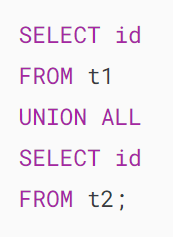 SELECT id
FROM t1
UNION ALL
SELECT id
FROM t2;